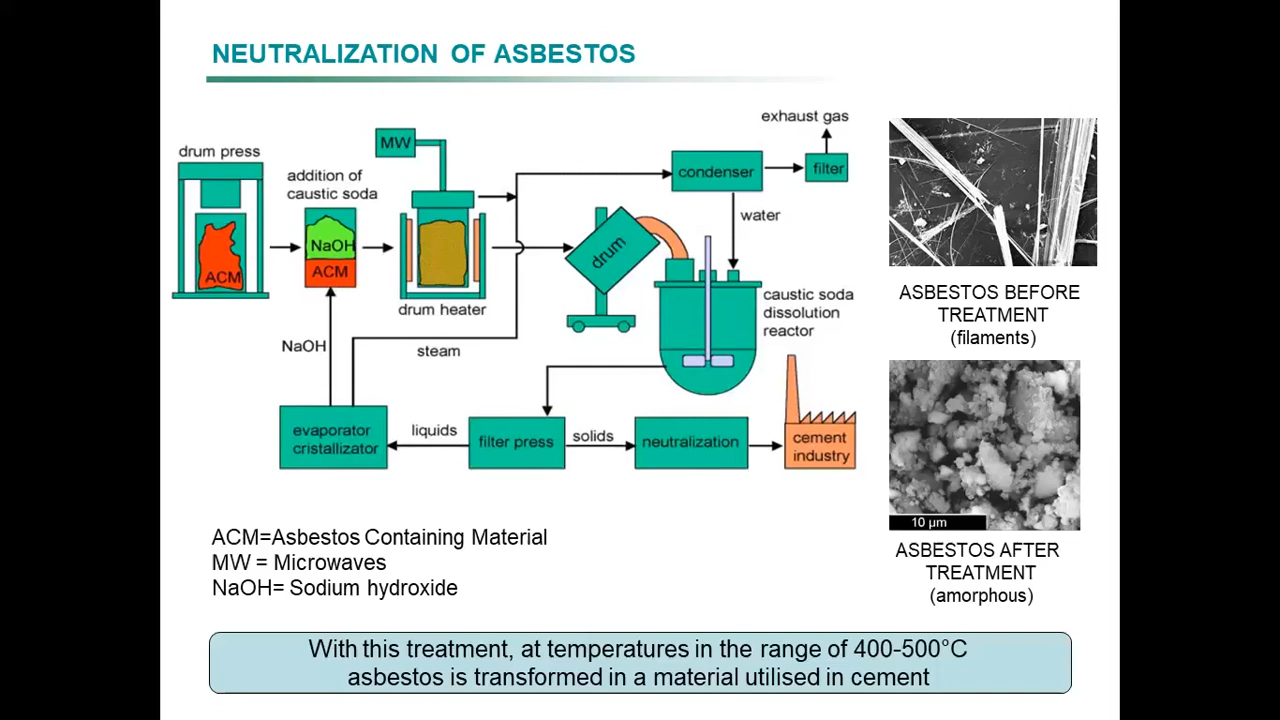 NEUTRALIZATION OF ASBESTOS
exhaust gas
MW
drum press
condenser
filter
addition of
caustic soda
water
NaOH
ACM
ACM
drum
drum heater
caustic soda
dissolution
reactor
NaOH
steam
evaporator
cristallizator
liquids
filter press
solids
neutralization
cement
industry
ASBESTOS BEFORE
TREATMENT
(filaments)
10 µm
ASBESTOS AFTER
TREATMENT
(amorphous)
ACM=Asbestos Containing Material
MW = Microwaves
NaOH= Sodium hydroxide
With this treatment, at temperatures in the range of 400-500°C
asbestos is transformed in a material utilised in cement